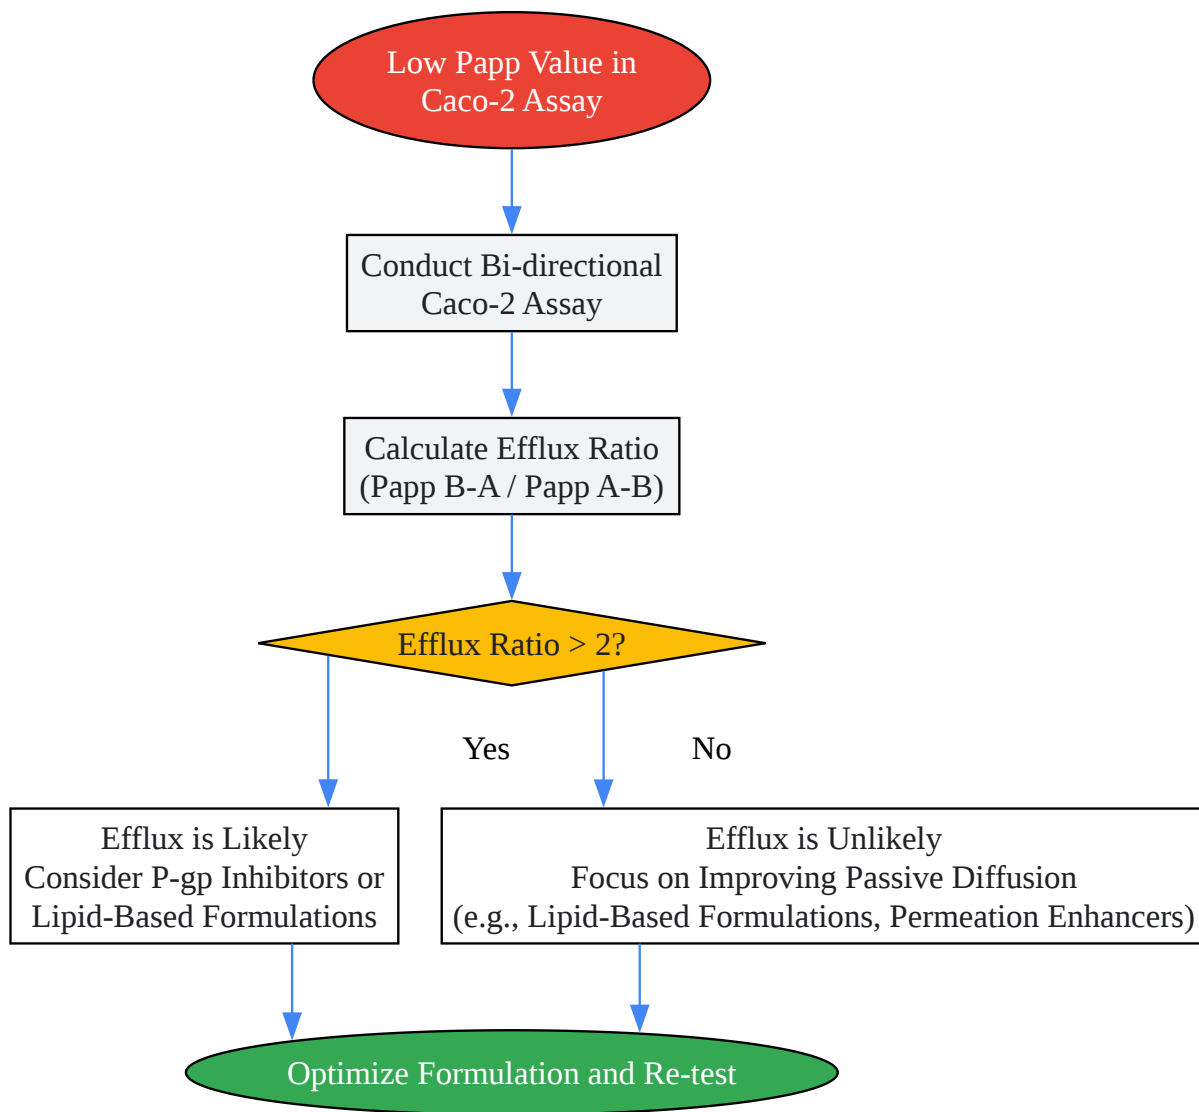 Low Papp Value in
Caco-2 Assay
Conduct Bi-directional
Caco-2 Assay
Calculate Efflux Ratio
(Papp B-A / Papp A-B)
Efflux Ratio > 2?
Yes
No
Efflux is Likely
Consider P-gp Inhibitors or
Lipid-Based Formulations
Efflux is Unlikely
Focus on Improving Passive Diffusion
(e.g., Lipid-Based Formulations, Permeation Enhancers)
Optimize Formulation and Re-test